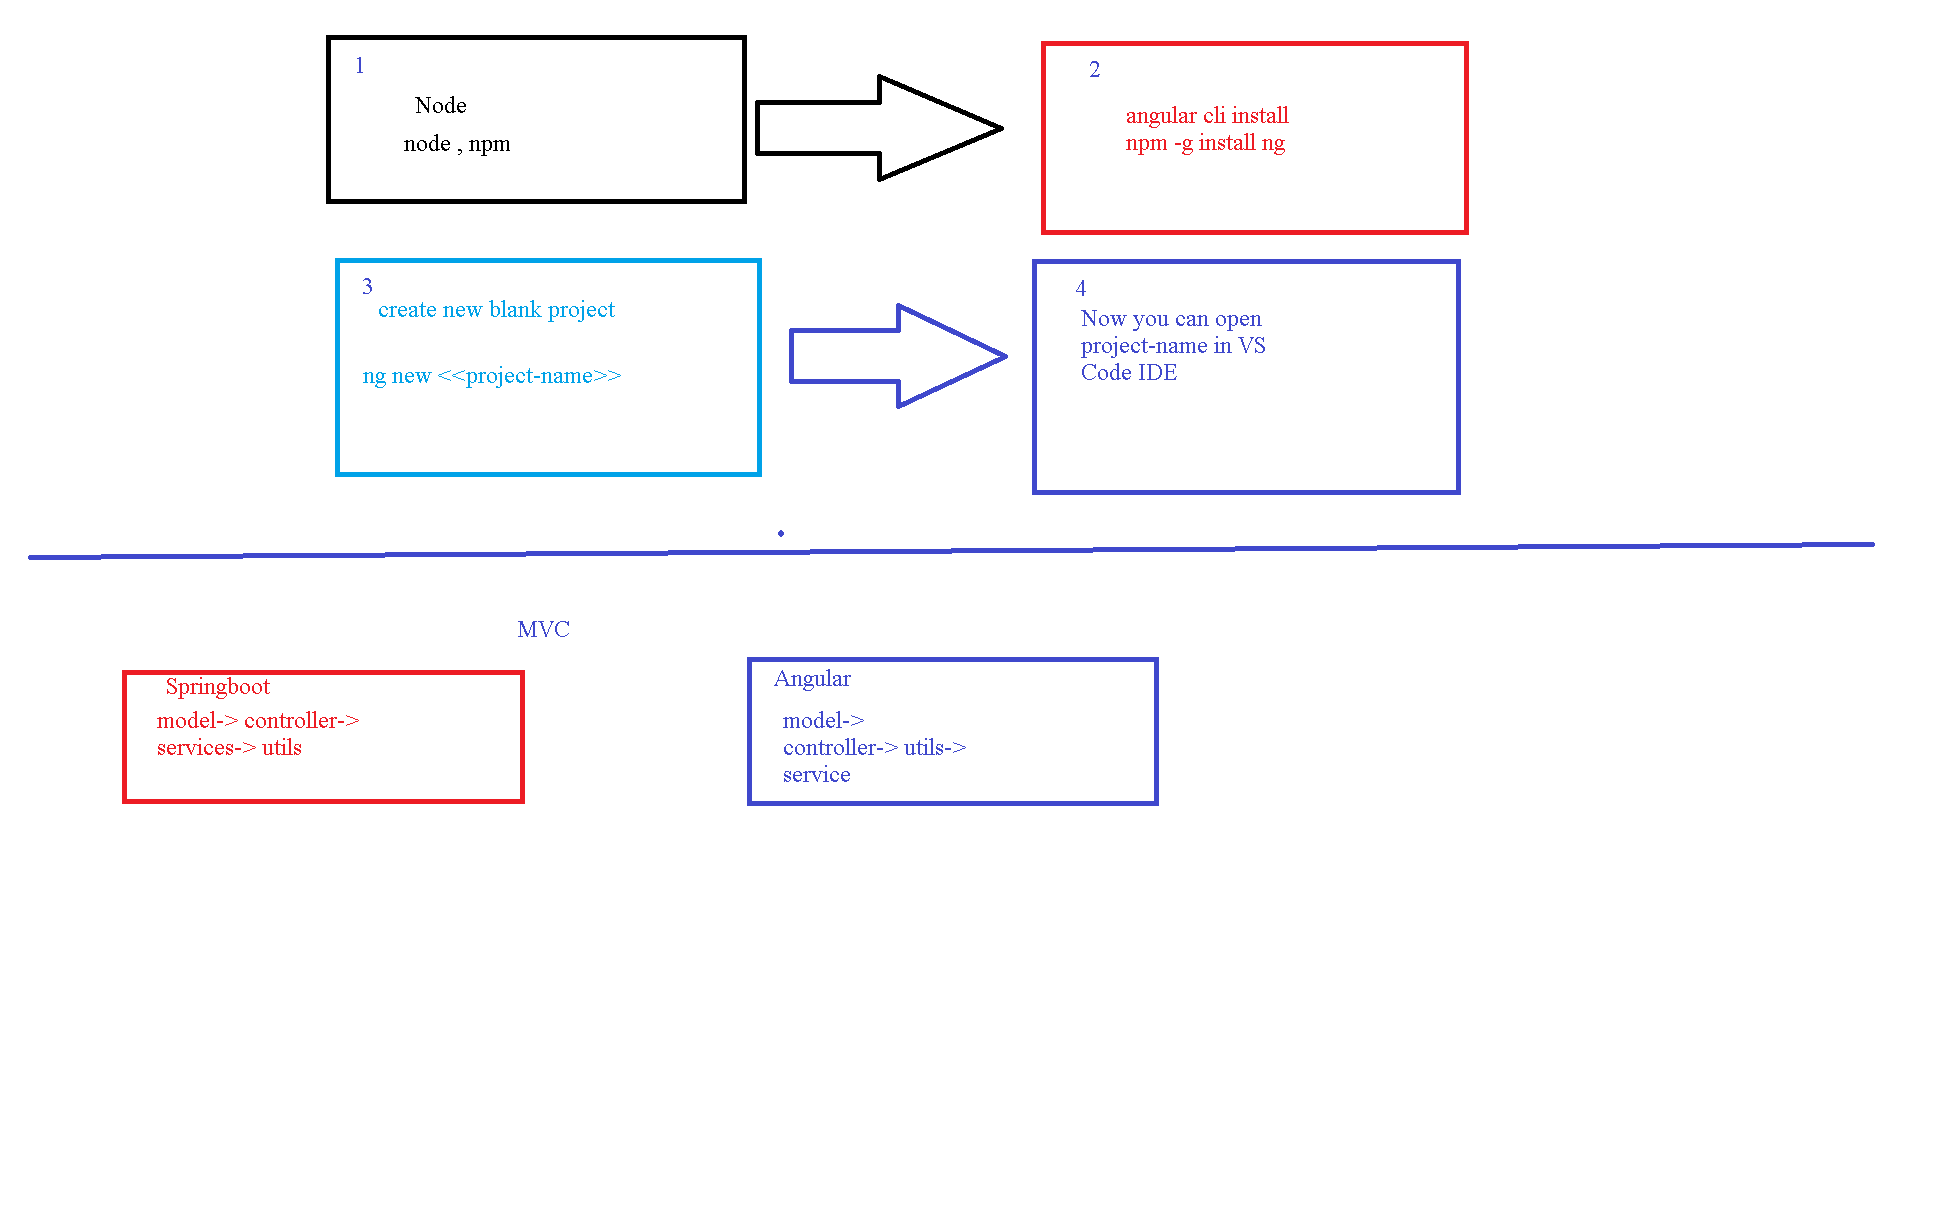 1
Node
node , npm
2
angular cli install
npm -g install ng
3
create new blank project
ng new <<project-name>>
4
Now you can open
project-name in VS
Code IDE
MVC
Springboot
model-> controller->
services-> utils
Angular
model->
controller-> utils->
service